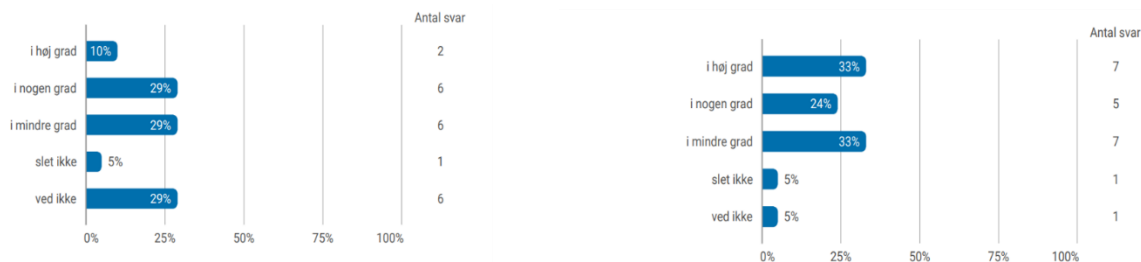 Antal svar
i høj grad 10% 2
i nogen grad 29% 6
i mindre grad 29% 6
slet ikke 5% 1
ved ikke 29% 6
0% 25% 50% 75% 100%
Antal svar
i høj grad 33% 7
i nogen grad 24% 5
i mindre grad 33% 7
slet ikke 5% 1
ved ikke 5% 1
0% 25% 50% 75% 100%